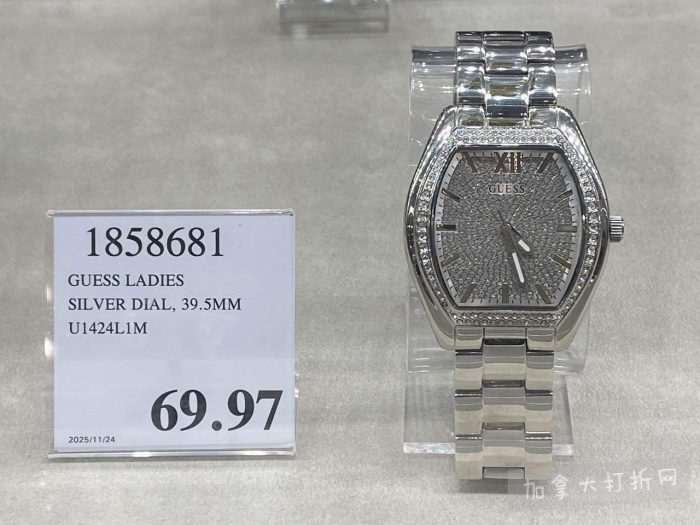 1858681
GUESS LADIES
SILVER DIAL, 39.5MM
U1424L1M
69.97
2025/11/24
XII
GUESS
加拿大打折网